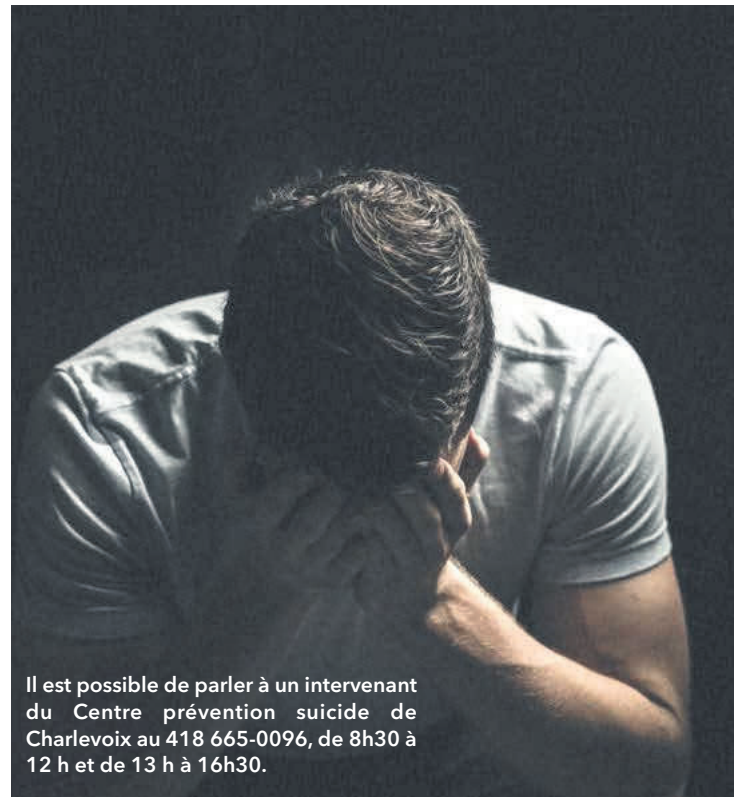 Il est possible de parler à un intervenant
du Centre prévention suicide de
Charlevoix au 418 665-0096, de 8h30 à
12 h et de 13 h à 16h30.